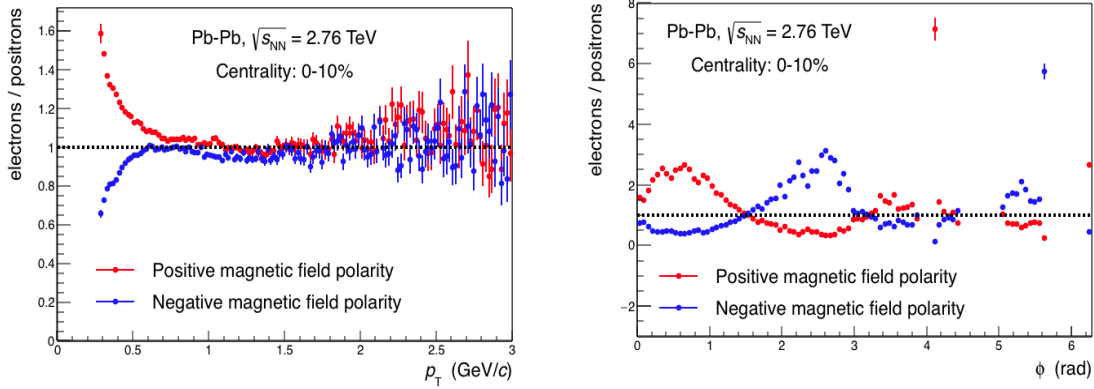 electrons / positrons
1.6
1.4
1.2
1
0.8
0.6
0.4
0.2
0
Pb-Pb, √sNN = 2.76 TeV
Centrality: 0-10%
Positive magnetic field polarity
Negative magnetic field polarity
0 0.5 1 1.5 2 2.5 3
pT (GeV/c)
electrons / positrons
8
6
4
2
0
−2
Pb-Pb, √sNN = 2.76 TeV
Centrality: 0-10%
Positive magnetic field polarity
Negative magnetic field polarity
0 1 2 3 4 5 6
ϕ (rad)